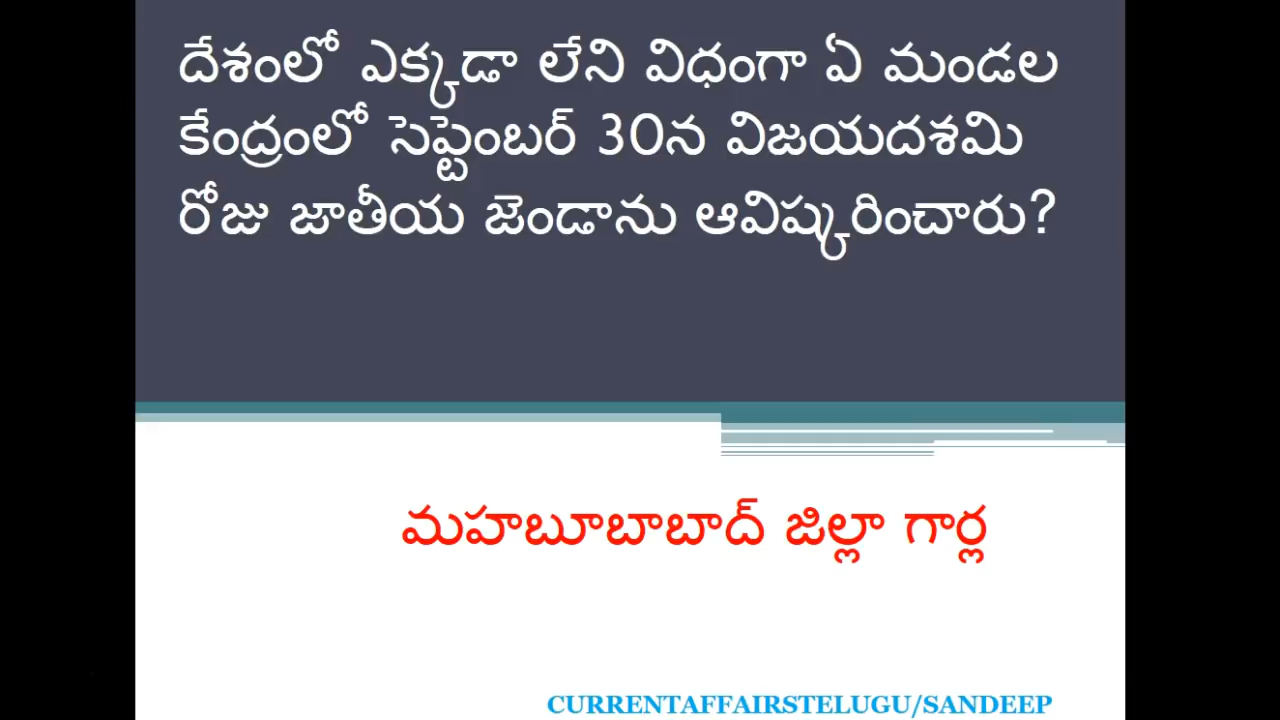 దేశంలో ఎక్కడా లేని విధంగా ఏ మండల
కేంద్రంలో సెప్టెంబర్ 30న విజయదశమి
రోజు జాతీయ జెండాను ఆవిష్కరించారు?
మహబూబాబాద్ జిల్లా గార్ల
CURRENTAFFAIRSTELUGU/SANDEEP